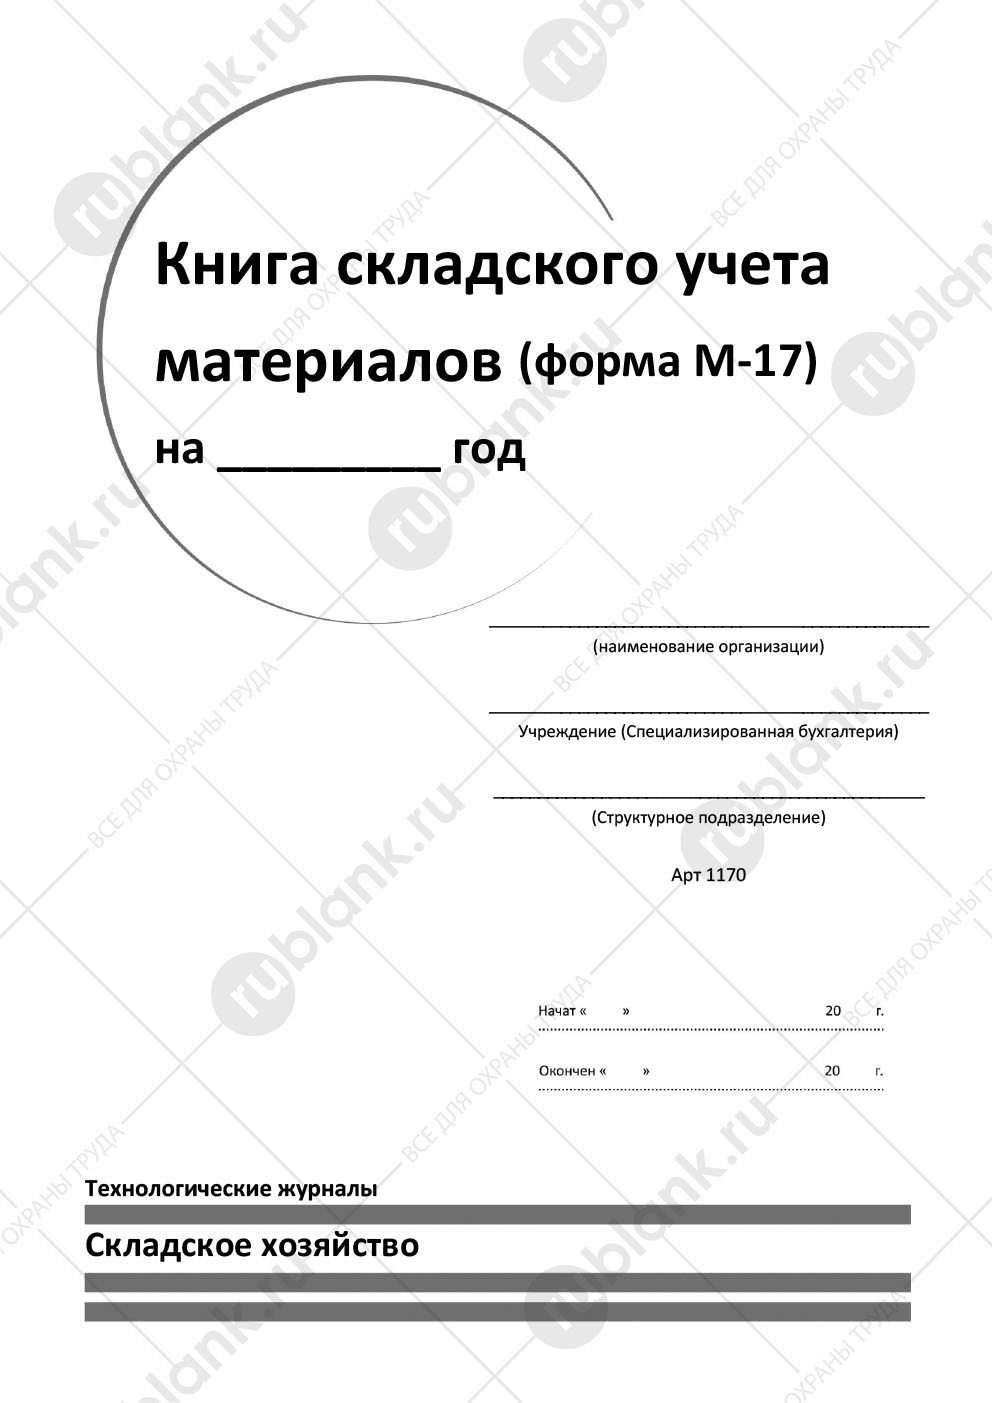 Книга складского учета
материалов (форма М-17)
на _________ год
(наименование организации)
Учреждение (Специализированная бухгалтерия)
(Структурное подразделение)
Арт 1170
Начат « » 20 г.
Окончен « » 20 г.
Технологические журналы
Складское хозяйство
rublank.ru
ВСЕ ДЛЯ ОХРАНЫ ТРУДА